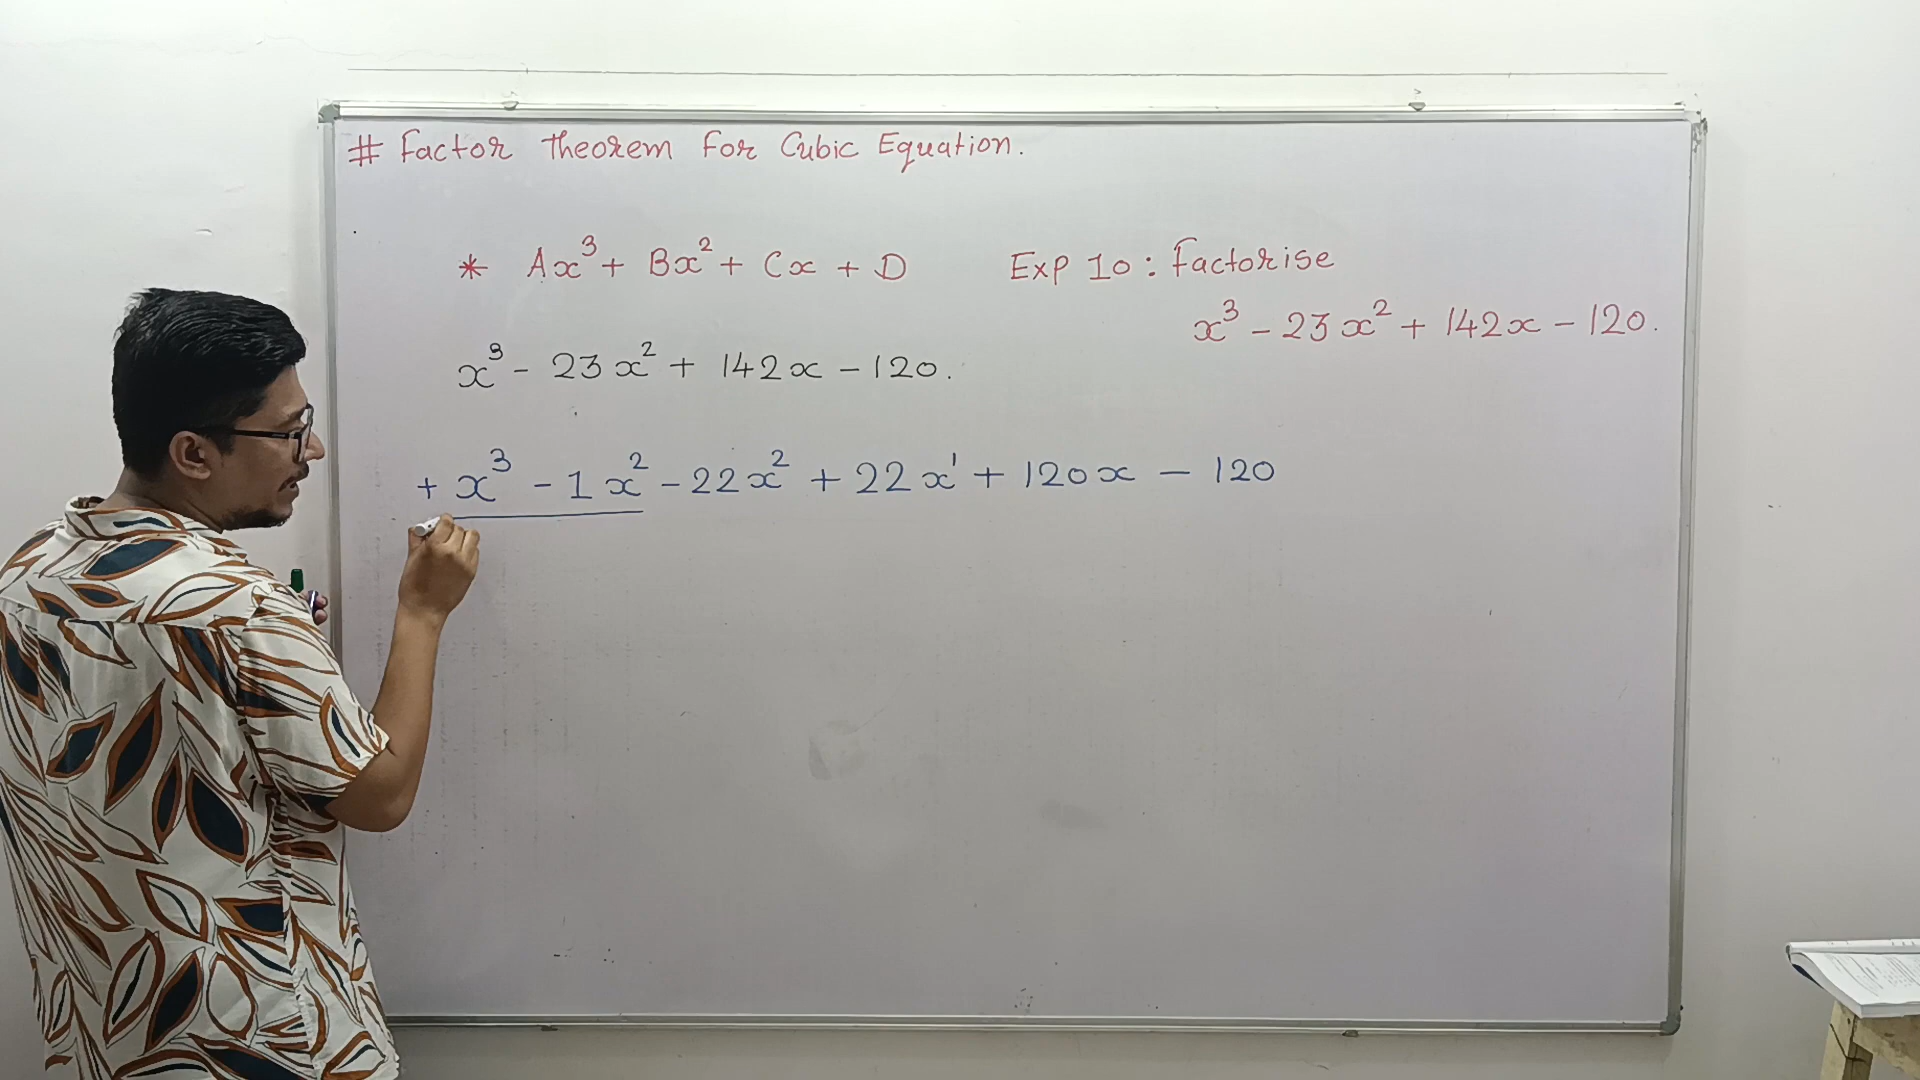 # Factor Theorem For Cubic Equation.
* Ax³ + Bx² + Cx + D
Exp 10 : Factorise
x³ - 23x² + 142x - 120.
x³ - 23x² + 142x - 120.
+ x³ - 1x² - 22x² + 22x¹ + 120x - 120